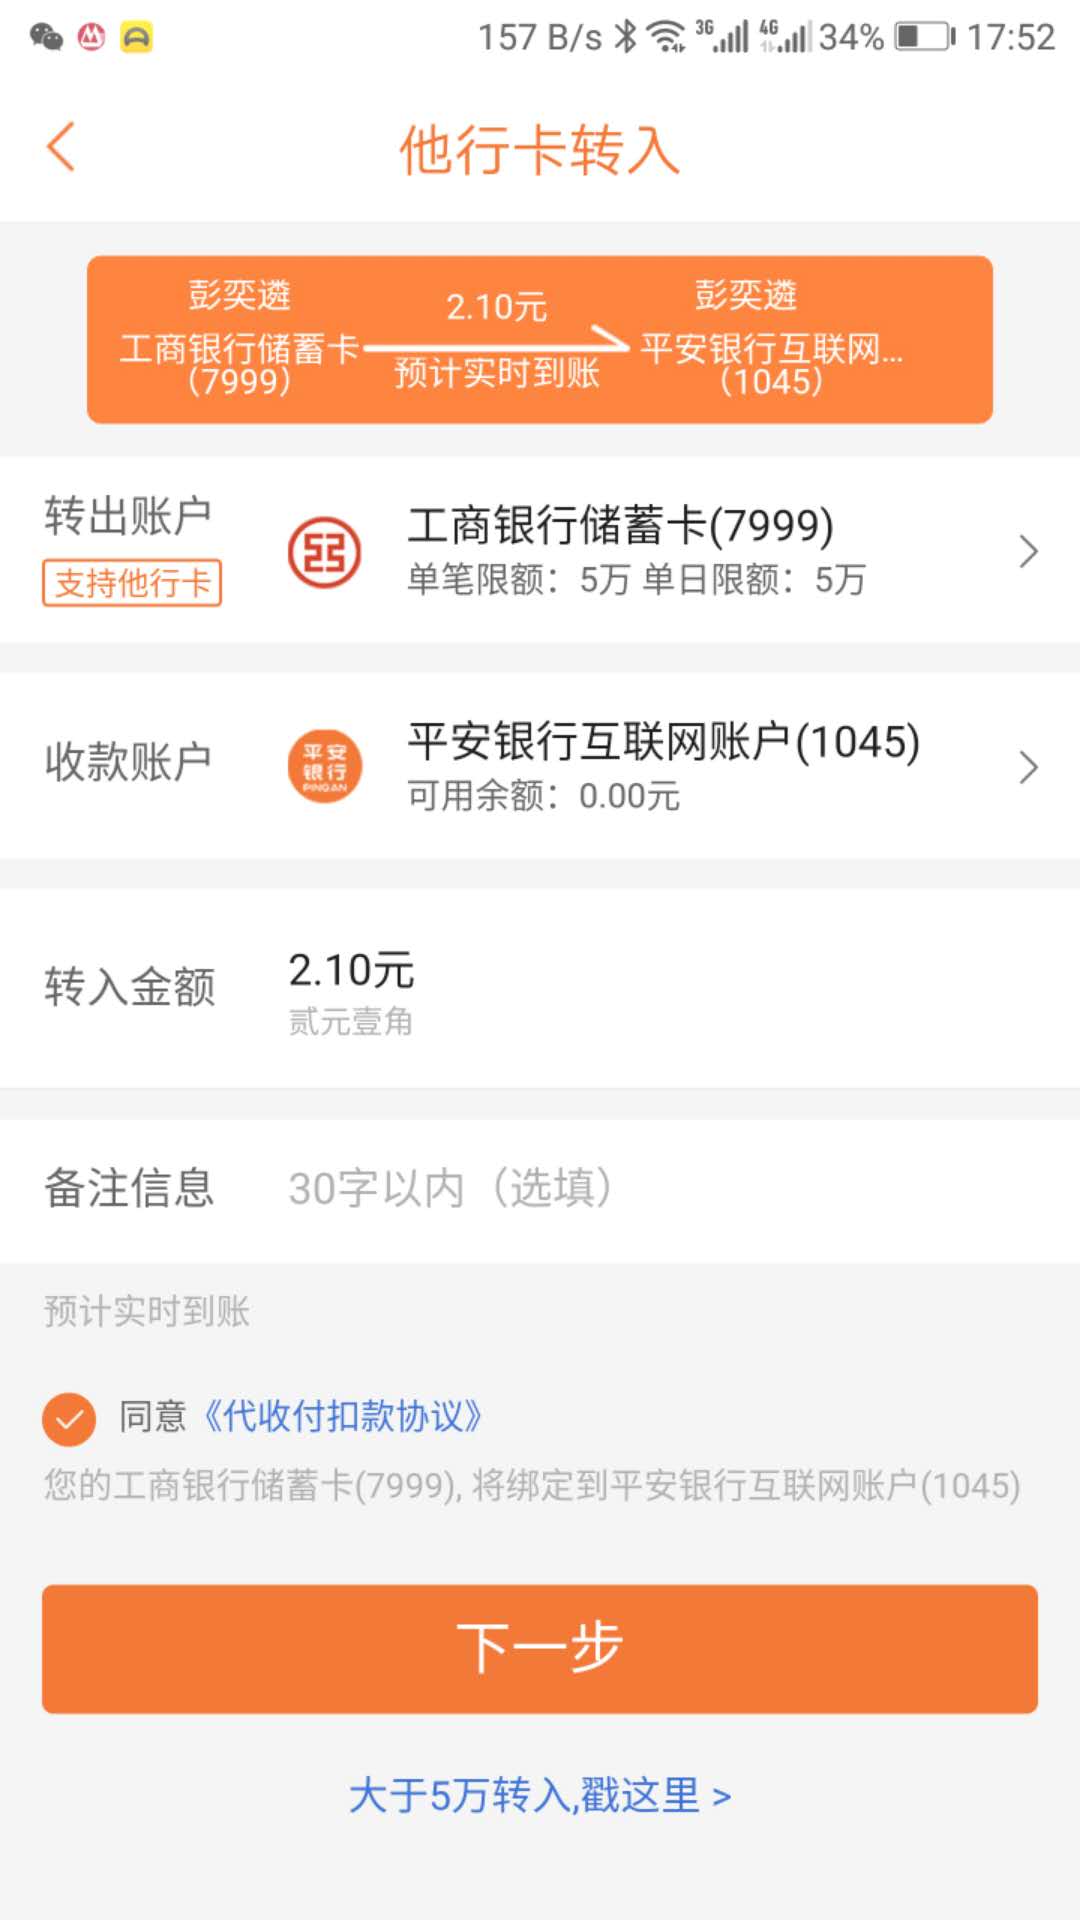 157 B/s 3G 4G 34% 17:52
他行卡转入
彭奕遴 2.10元 彭奕遴
工商银行储蓄卡 平安银行互联网...
(7999) 预计实时到账 (1045)
转出账户
支持他行卡
工商银行储蓄卡(7999)
单笔限额：5万 单日限额：5万
收款账户
平安银行 PINGAN
平安银行互联网账户(1045)
可用余额：0.00元
转入金额
2.10元
贰元壹角
备注信息 30字以内（选填）
预计实时到账
同意《代收付扣款协议》
您的工商银行储蓄卡(7999), 将绑定到平安银行互联网账户(1045)
下一步
大于5万转入,戳这里 >